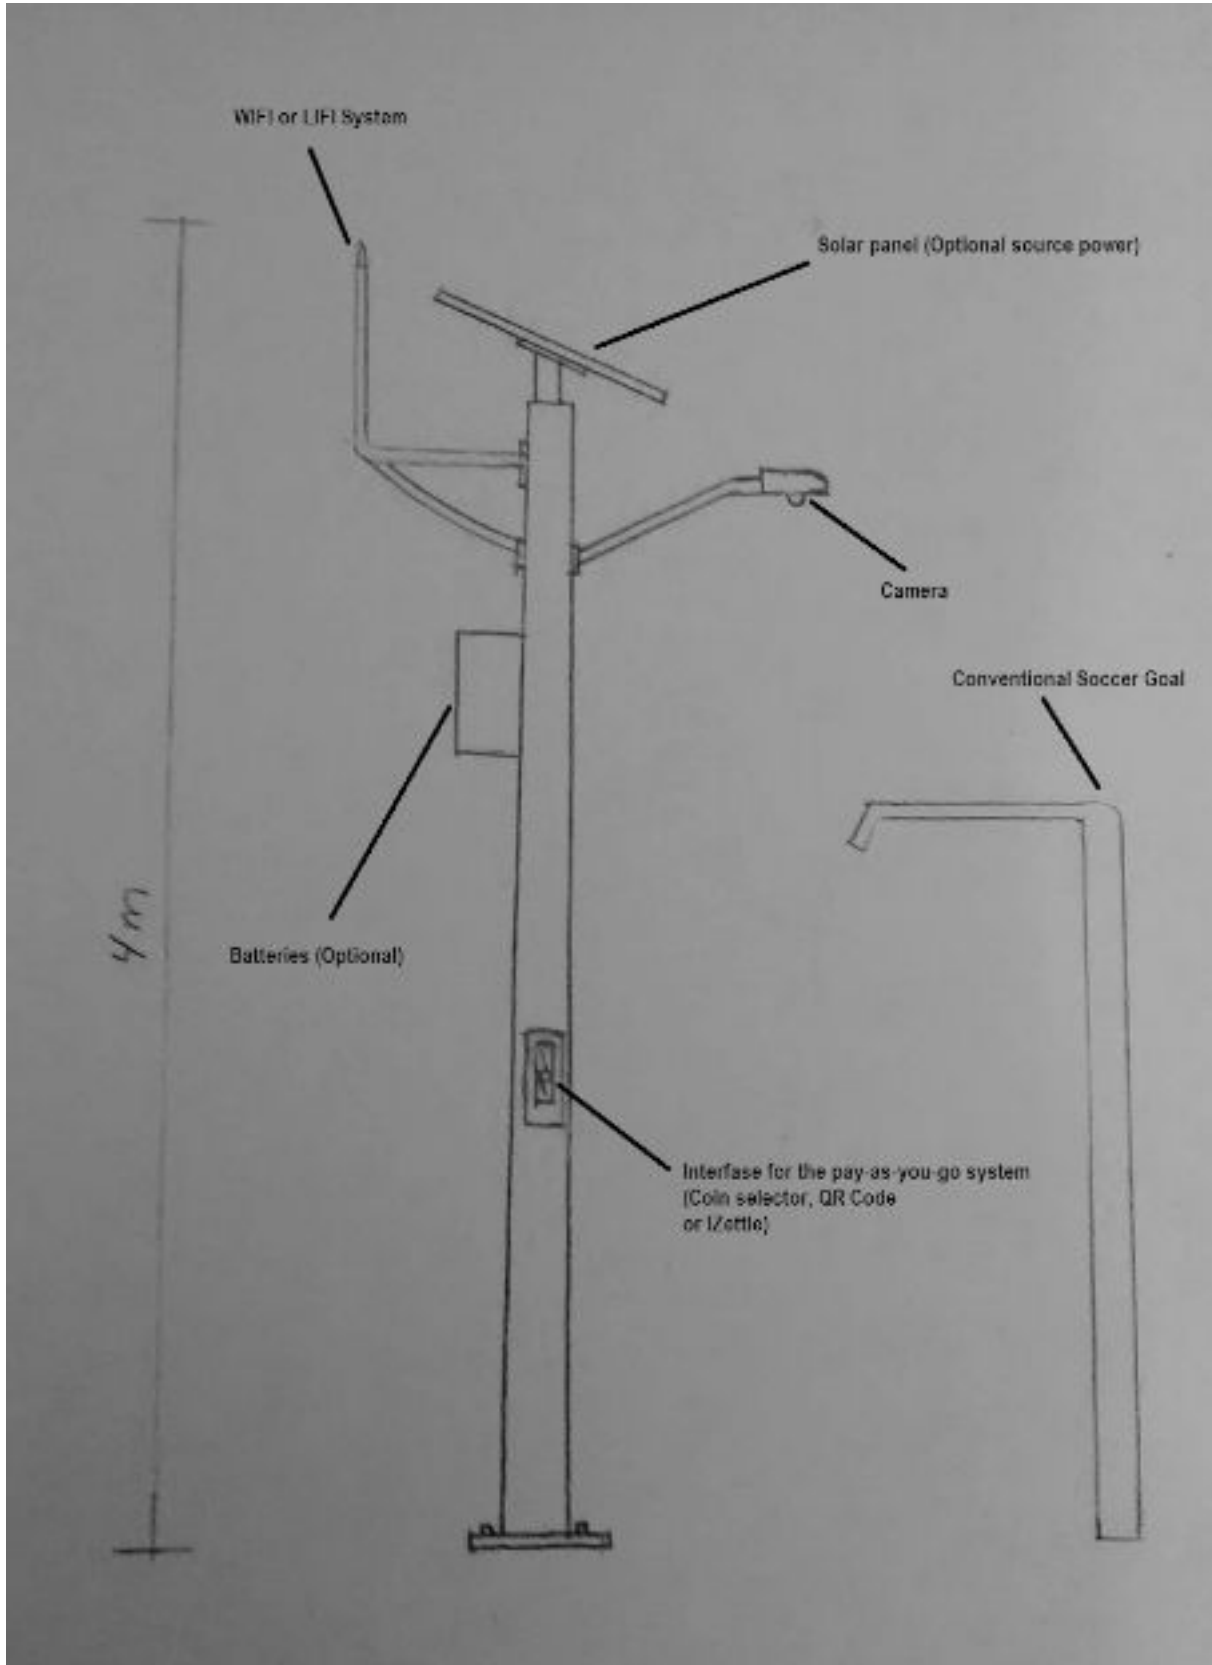 WIFI or LIFI System
Solar panel (Optional source power)
Camera
Conventional Soccer Goal
4m
Batteries (Optional)
Interfase for the pay-as-you-go system
(Coin selector, QR Code
or IZettle)